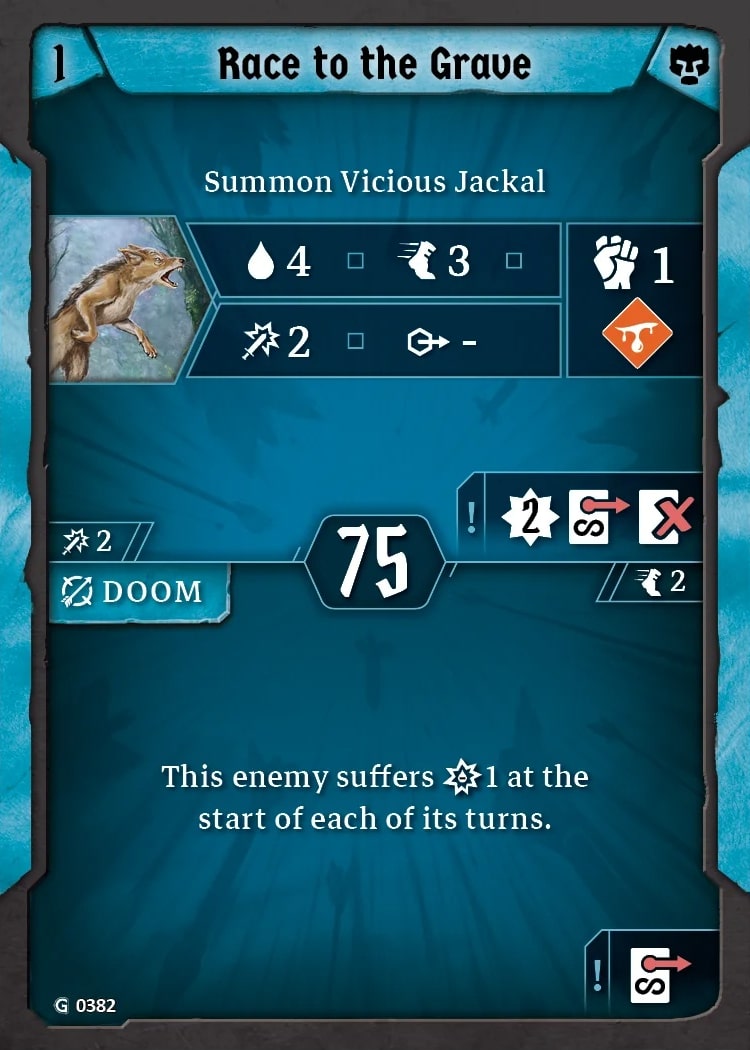 1
Race to the Grave
Summon Vicious Jackal
4 3
1
2 -
! 2
2
75
DOOM
2
This enemy suffers 1 at the
start of each of its turns.
!
G 0382